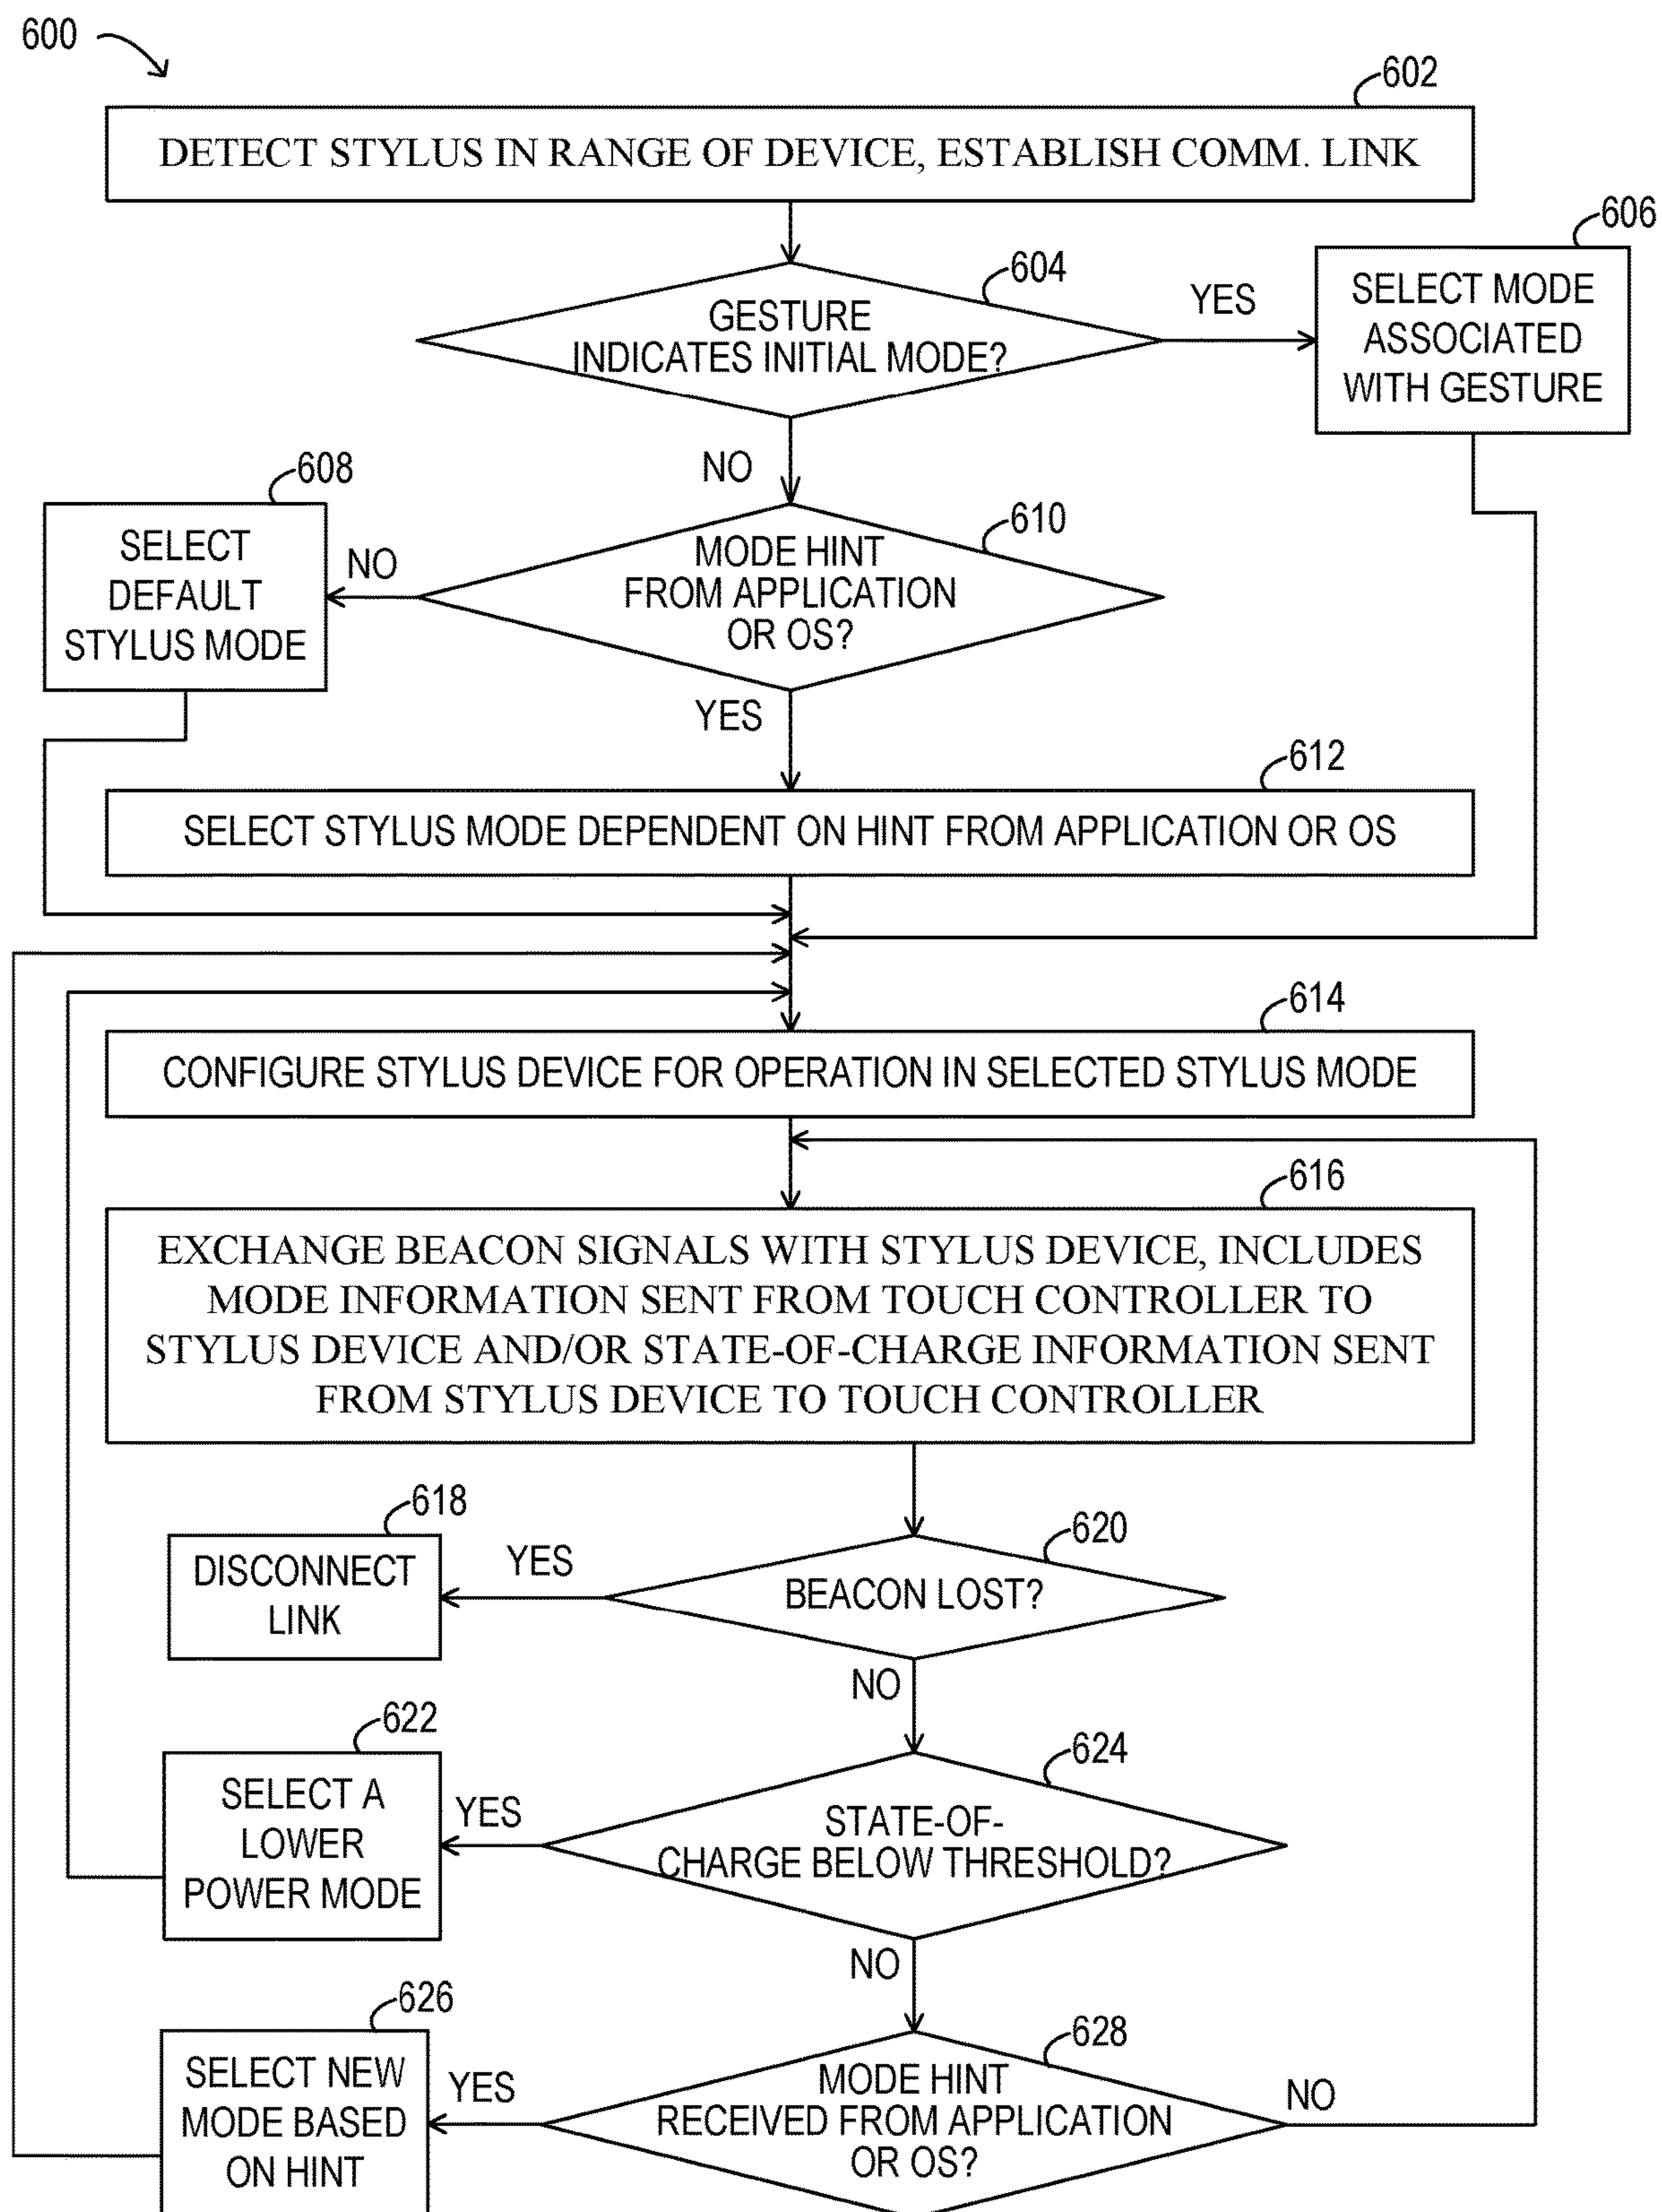 600
602
DETECT STYLUS IN RANGE OF DEVICE, ESTABLISH COMM. LINK
604
GESTURE
INDICATES INITIAL MODE?
YES
606
SELECT MODE
ASSOCIATED
WITH GESTURE
NO
608
SELECT
DEFAULT
STYLUS MODE
NO
610
MODE HINT
FROM APPLICATION
OR OS?
YES
612
SELECT STYLUS MODE DEPENDENT ON HINT FROM APPLICATION OR OS
614
CONFIGURE STYLUS DEVICE FOR OPERATION IN SELECTED STYLUS MODE
616
EXCHANGE BEACON SIGNALS WITH STYLUS DEVICE, INCLUDES
MODE INFORMATION SENT FROM TOUCH CONTROLLER TO
STYLUS DEVICE AND/OR STATE-OF-CHARGE INFORMATION SENT
FROM STYLUS DEVICE TO TOUCH CONTROLLER
618
DISCONNECT
LINK
YES
620
BEACON LOST?
NO
622
SELECT A
LOWER
POWER MODE
YES
624
STATE-OF-
CHARGE BELOW THRESHOLD?
NO
626
SELECT NEW
MODE BASED
ON HINT
YES
628
MODE HINT
RECEIVED FROM APPLICATION
OR OS?
NO